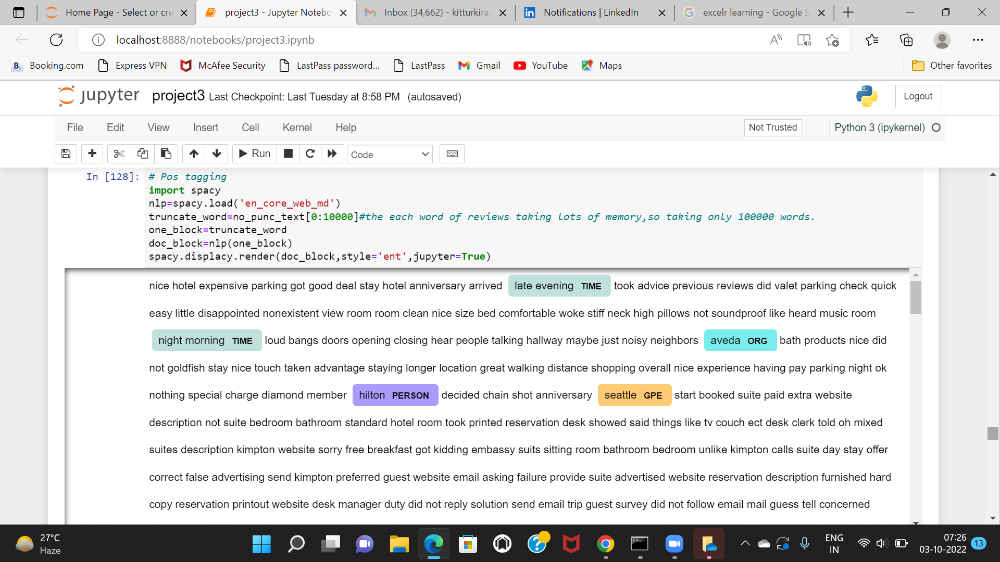 Home Page - Select or cre
project3 - Jupyter Notebo
Inbox (34,662) - kitturkirar
Notifications | LinkedIn
excelr learning - Google S
localhost:8888/notebooks/project3.ipynb
B. Booking.com
Express VPN
McAfee Security
LastPass password...
LastPass
Gmail
YouTube
Maps
Other favorites
jupyter project3 Last Checkpoint: Last Tuesday at 8:58 PM (autosaved)
Logout
File Edit View Insert Cell Kernel Help
Not Trusted
Python 3 (ipykernel)
Run
Code
In [128]: # Pos tagging
import spacy
nlp=spacy.load('en_core_web_md')
truncate_word=no_punc_text[0:10000]#the each word of reviews taking lots of memory,so taking only 100000 words.
one_block=truncate_word
doc_block=nlp(one_block)
spacy.displacy.render(doc_block,style='ent',jupyter=True)
nice hotel expensive parking got good deal stay hotel anniversary arrived late evening TIME took advice previous reviews did valet parking check quick
easy little disappointed nonexistent view room room clean nice size bed comfortable woke stiff neck high pillows not soundproof like heard music room
night morning TIME loud bangs doors opening closing hear people talking hallway maybe just noisy neighbors aveda ORG bath products nice did
not goldfish stay nice touch taken advantage staying longer location great walking distance shopping overall nice experience having pay parking night ok
nothing special charge diamond member hilton PERSON decided chain shot anniversary seattle GPE start booked suite paid extra website
description not suite bedroom bathroom standard hotel room took printed reservation desk showed said things like tv couch ect desk clerk told oh mixed
suites description kimpton website sorry free breakfast got kidding embassy suits sitting room bathroom bedroom unlike kimpton calls suite day stay offer
correct false advertising send kimpton preferred guest website email asking failure provide suite advertised website reservation description furnished hard
copy reservation printout website desk manager duty did not reply solution send email trip guest survey did not follow email mail guess tell concerned
27°C
Haze
ENG
IN
07:26
03-10-2022
13